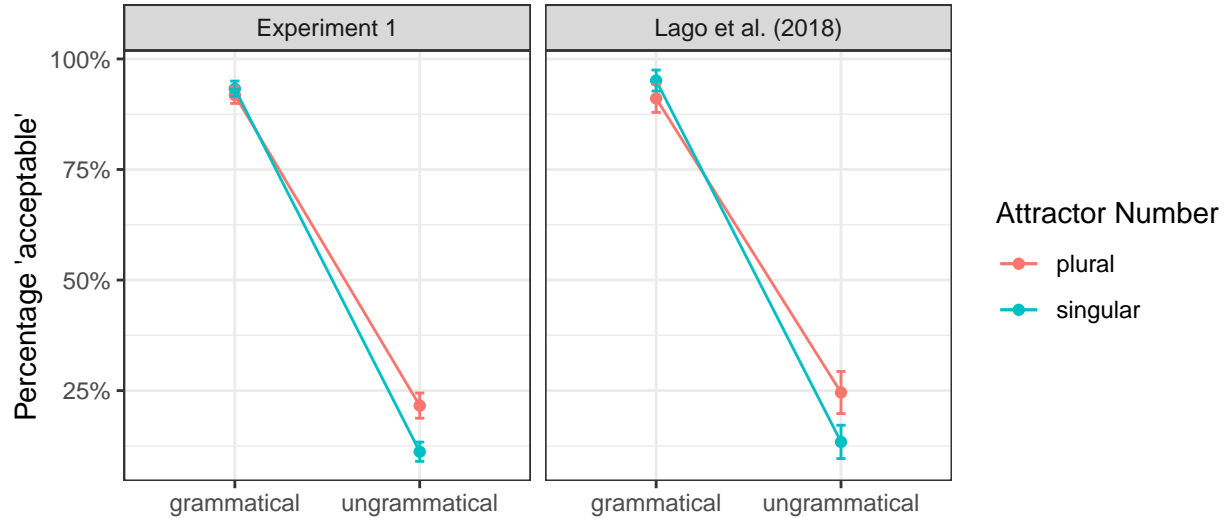 Experiment 1
Lago et al. (2018)
Percentage 'acceptable'
100%
75%
50%
25%
grammatical
ungrammatical
grammatical
ungrammatical
Attractor Number
plural
singular